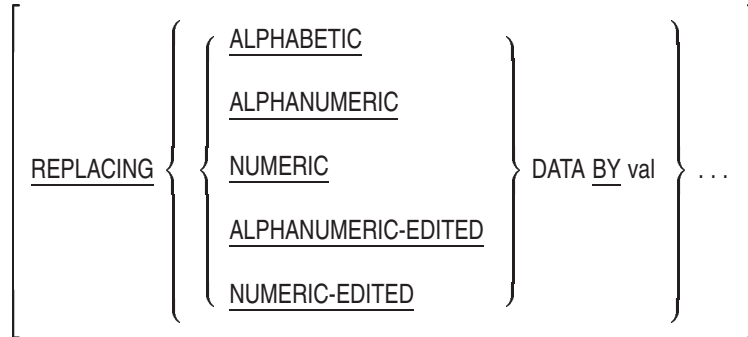 ALPHABETIC
ALPHANUMERIC
REPLACING NUMERIC DATA BY val . . .
ALPHANUMERIC-EDITED
NUMERIC-EDITED